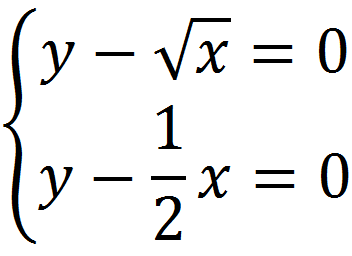 y − √x = 0
y − 1/2 x = 0